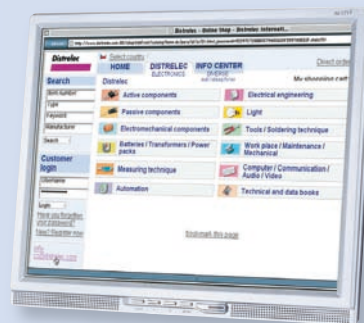 Distrelec - Online Shop - Distrelec Internati...
Distrelec
Select country
Direct order
HOME
DISTRELEC
ELECTRONICS
INFO CENTER
DIVERSE
My shopping cart
Search
Distrelec
Item number
Type
Keyword
Manufacturer
Search
Active components
Electrical engineering
Passive components
Light
Electromechanical components
Tools / Soldering technique
Batteries / Transformers / Power
packs
Work place / Maintenance /
Mechanical
Measuring technique
Computer / Communication /
Audio / Video
Automation
Technical and data books
Customer
login
Username
Login
Have you forgotten
your password?
New? Register now
bookmark this page